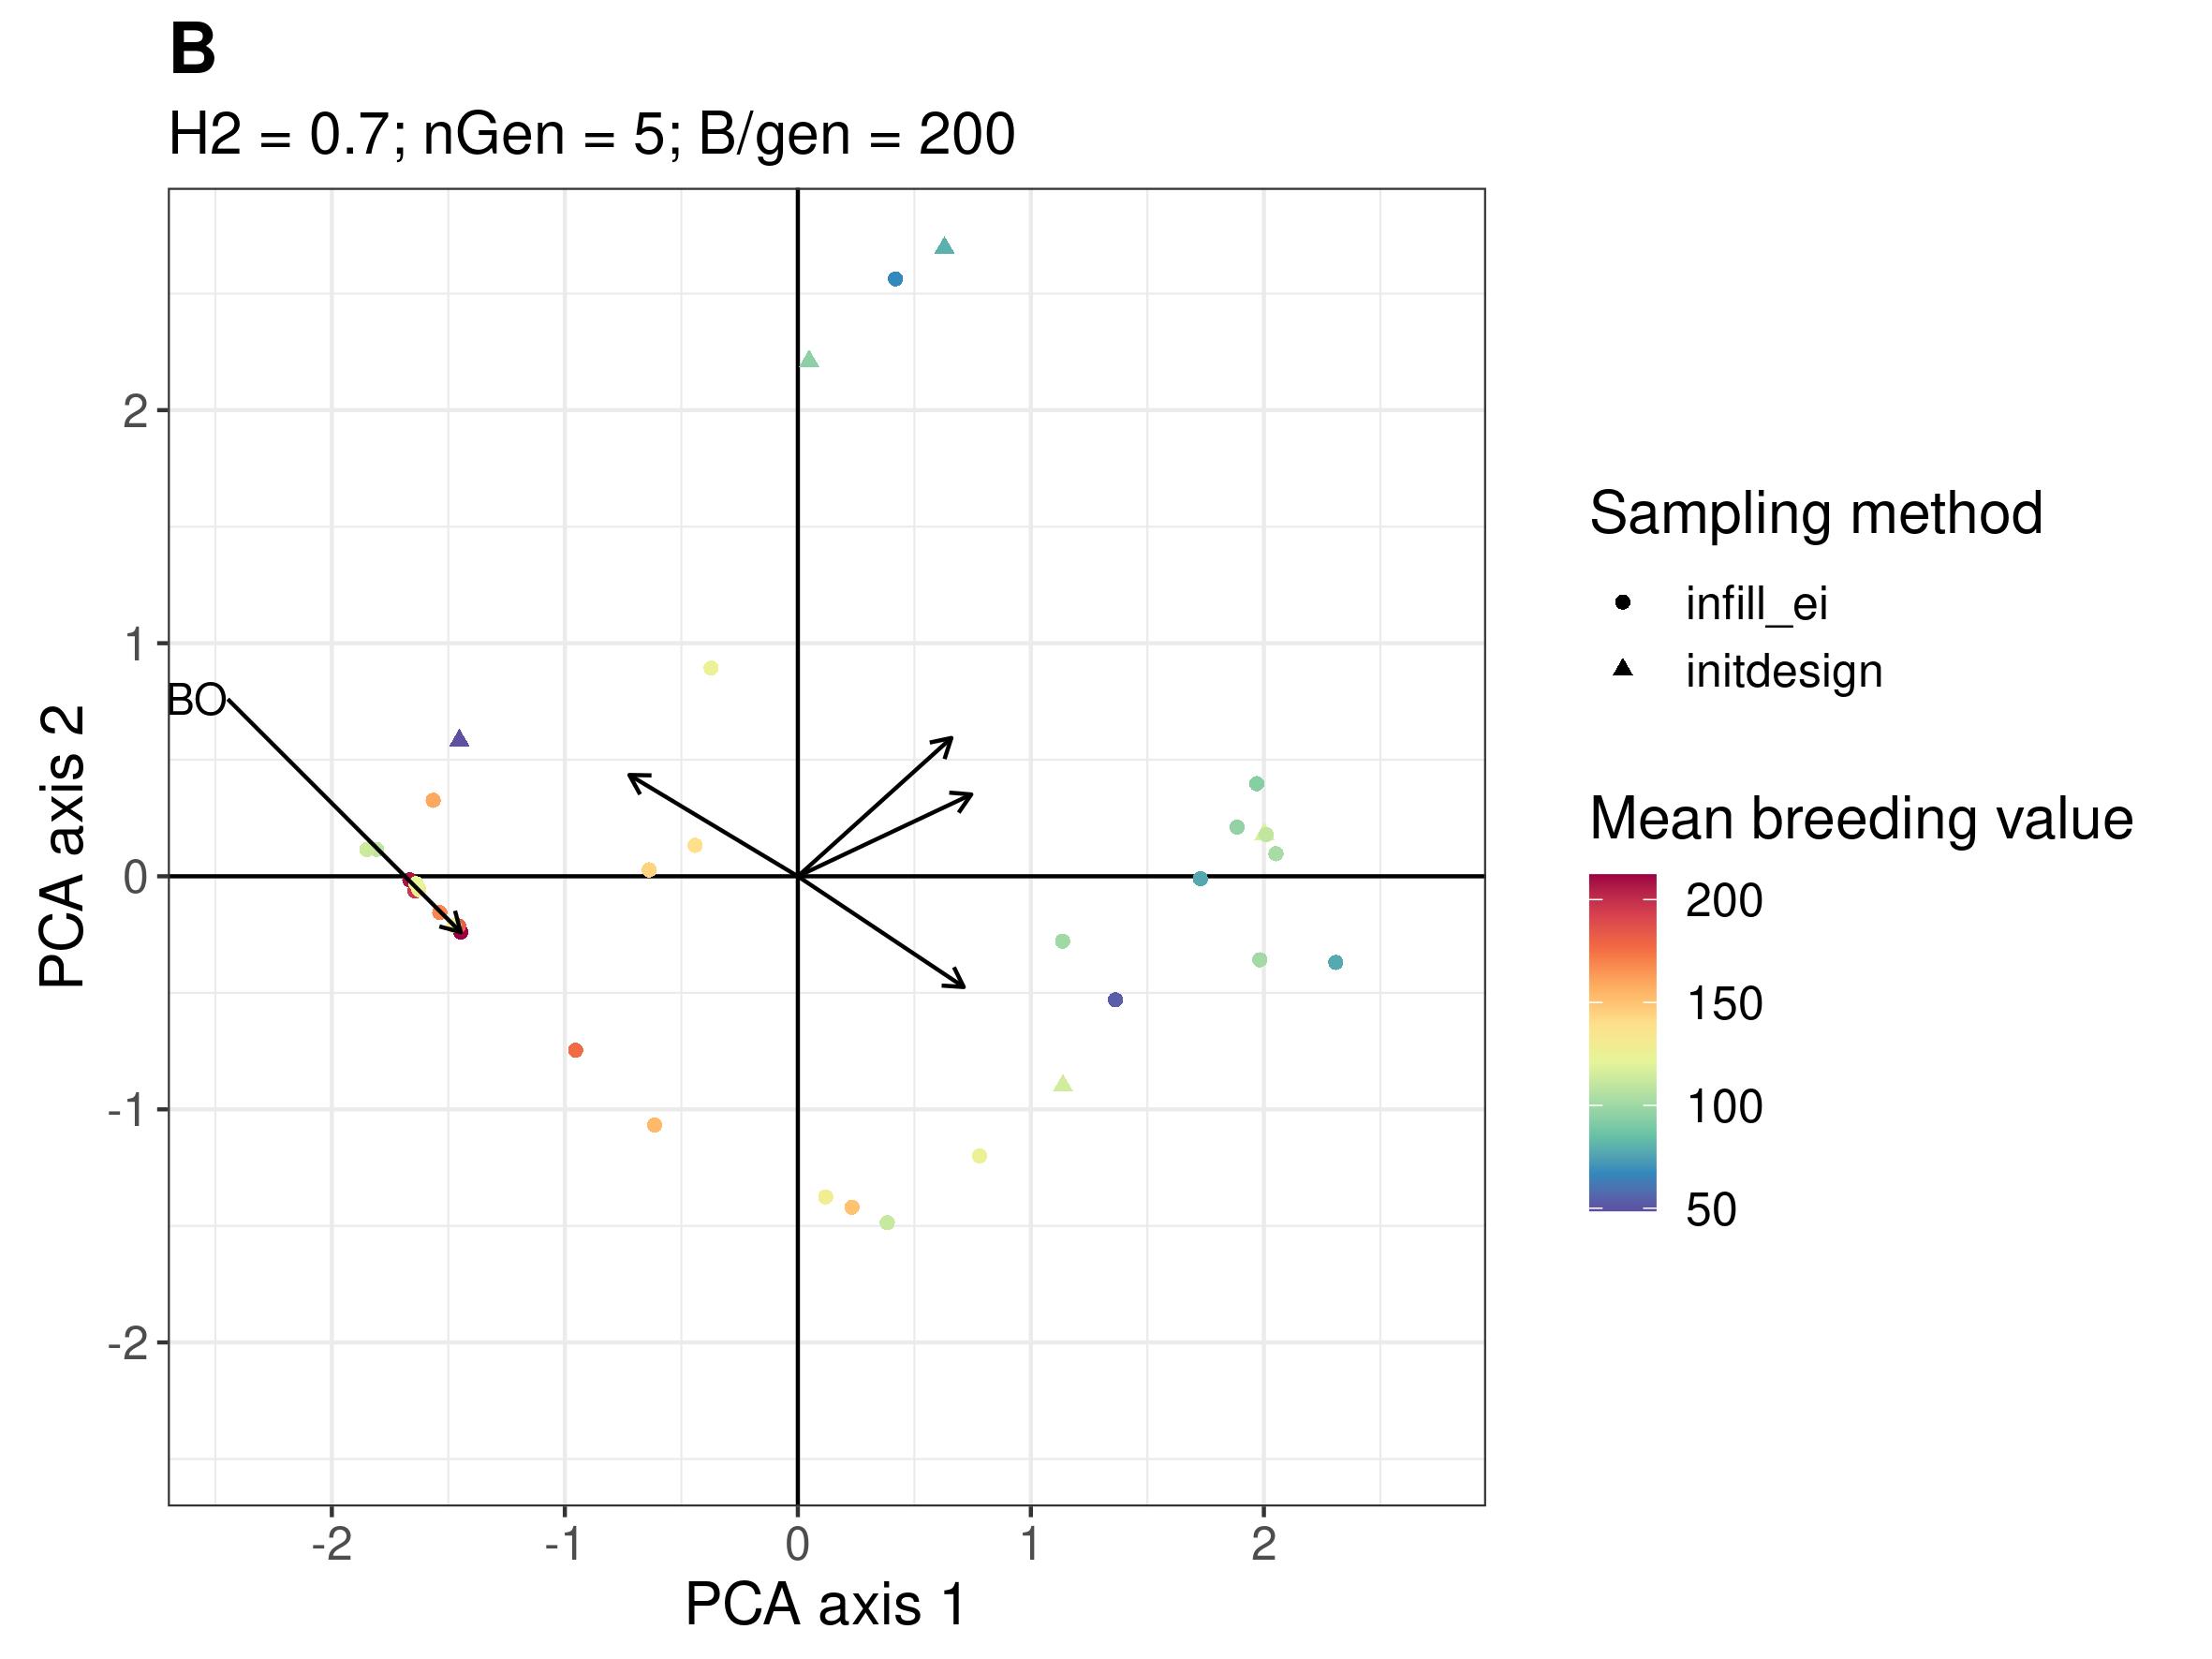 B
H2 = 0.7; nGen = 5; B/gen = 200
PCA axis 2
2
1
0
-1
-2
BO
-2
-1
0
1
2
PCA axis 1
Sampling method
infill_ei
initdesign
Mean breeding value
200
150
100
50